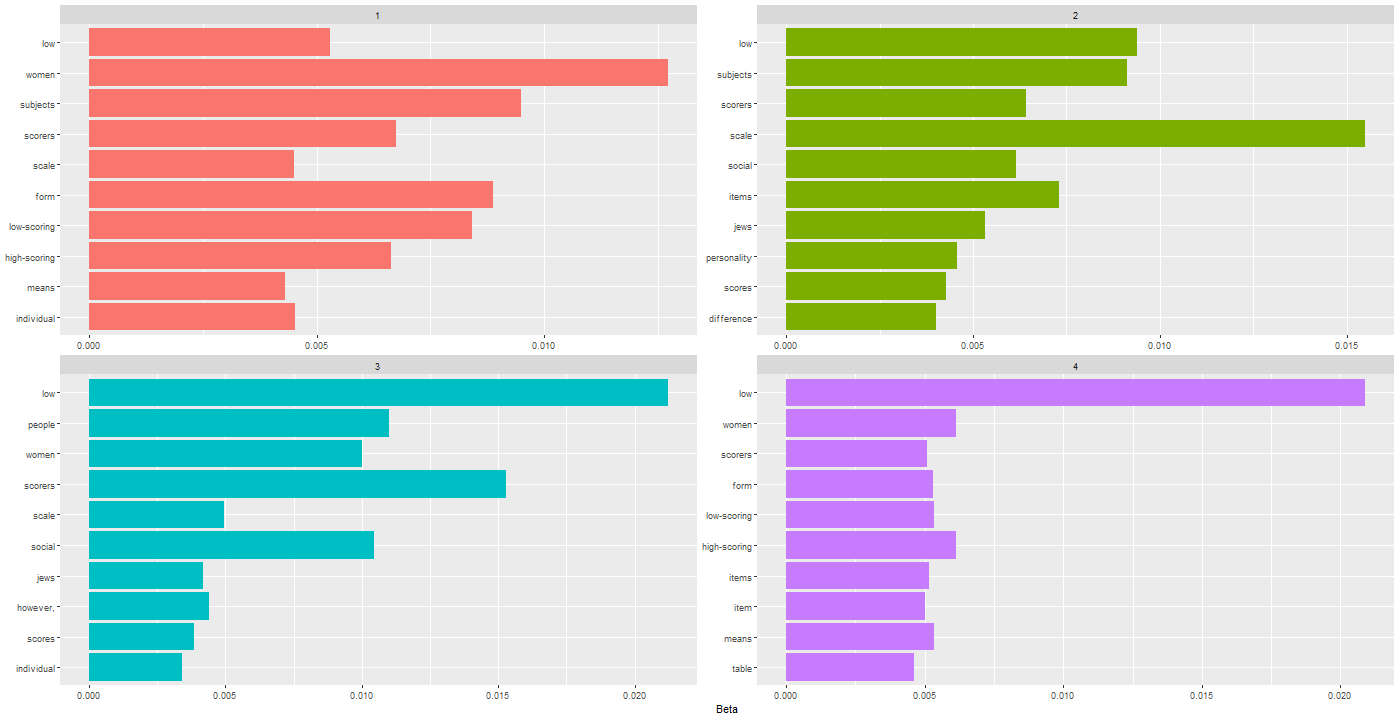 1
low
women
subjects
scorers
scale
form
low-scoring
high-scoring
means
individual
0.000 0.005 0.010
2
low
subjects
scorers
scale
social
items
jews
personality
scores
difference
0.000 0.005 0.010 0.015
3
low
people
women
scorers
scale
social
jews
however,
scores
individual
0.000 0.005 0.010 0.015 0.020
4
low
women
scorers
form
low-scoring
high-scoring
items
item
means
table
0.000 0.005 0.010 0.015 0.020
Beta